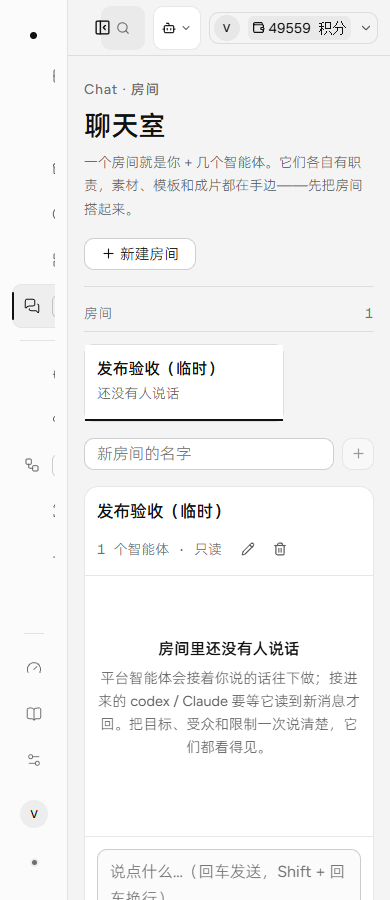 V
49559 积分
Chat · 房间
聊天室
一个房间就是你 + 几个智能体。它们各自有职
责，素材、模板和成片都在手边——先把房间
搭起来。
+ 新建房间
房间
1
发布验收（临时）
还没有人说话
新房间的名字
+
发布验收（临时）
1 个智能体 · 只读
房间里还没有人说话
平台智能体会接着你说的话往下做；接进
来的 codex / Claude 要等它读到新消息才
回。把目标、受众和限制一次说清楚，它
们都看得见。
说点什么…（回车发送，Shift + 回
车换行）
V